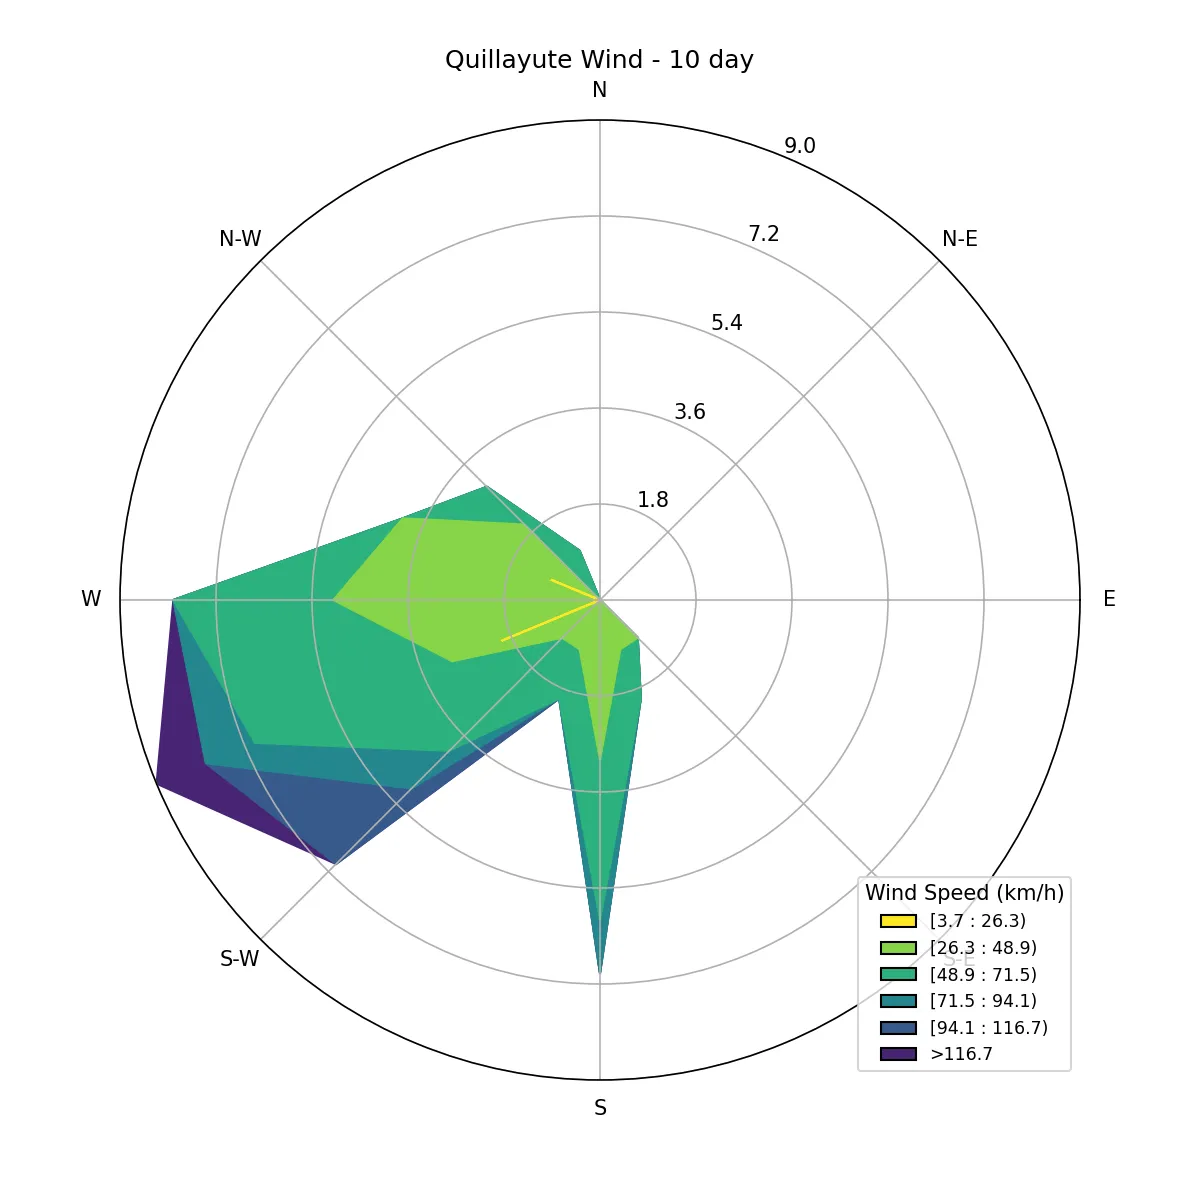 Quillayute Wind - 10 day
N
9.0
N-W
7.2
N-E
5.4
3.6
1.8
W
E
S-W
S-E
S
Wind Speed (km/h)
[3.7 : 26.3)
[26.3 : 48.9)
[48.9 : 71.5)
[71.5 : 94.1)
[94.1 : 116.7)
>116.7